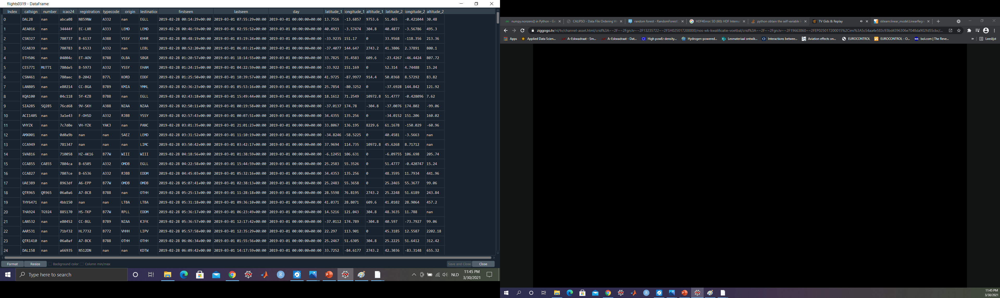 flights0319 - DataFrame
Index callsign number icao24 registration typecode origin lestination firstseen lastseen day latitude_1 longitude_1 altitude_1 latitude_2 longitude_2 altitude_2
0 DAL28 nan abca08 N859NW A332 nan EGLL 2019-02-28 00:14:29+00:00 2019-03-01 07:55:29+00:00 2019-03-01 00:00:00+00:00 13.7516 -13.6857 9753.6 51.465 -0.421044 30.48
1 AEA016 nan 34444f EC-LXR A333 LEMD LEMD 2019-02-28 00:46:59+00:00 2019-03-01 02:55:52+00:00 2019-03-01 00:00:00+00:00 40.4923 -3.57474 304.8 40.4877 -3.56786 495.3
2 CSN327 nan 780737 B-6137 A388 YSSY KHHR 2019-02-28 00:48:19+00:00 2019-03-01 03:19:24+00:00 2019-03-01 00:00:00+00:00 -33.9235 151.17 0 33.9568 -118.356 213.36
3 CCA839 nan 780783 B-6533 A332 nan LEBL 2019-02-28 00:52:20+00:00 2019-03-01 06:03:21+00:00 2019-03-01 00:00:00+00:00 -37.4077 144.647 2743.2 41.3806 2.37891 800.1
4 ETH506 nan 04004c ET-AOV B788 OLBA SBGR 2019-02-28 01:20:57+00:00 2019-03-01 18:14:55+00:00 2019-03-01 00:00:00+00:00 33.7825 35.4583 609.6 -23.4267 -46.4424 807.72
5 CES771 MU771 780de5 B-5973 A332 YSSY EHAM 2019-02-28 01:24:15+00:00 2019-03-01 04:22:59+00:00 2019-03-01 00:00:00+00:00 -33.922 151.169 0 52.314 4.74488 15.24
6 CSN461 nan 780aec B-2042 B77L KORD EDDF 2019-02-28 01:25:50+00:00 2019-03-01 10:39:57+00:00 2019-03-01 00:00:00+00:00 41.9725 -87.9977 914.4 50.0368 8.57292 83.82
7 LAN805 nan e80214 CC-BGA B789 KMIA YMML 2019-02-28 02:36:23+00:00 2019-03-01 05:53:16+00:00 2019-03-01 00:00:00+00:00 25.7854 -80.3252 0 -37.6928 144.842 121.92
8 KQA100 nan 04c118 5Y-KZB B788 nan EGLL 2019-02-28 02:43:18+00:00 2019-03-01 15:49:44+00:00 2019-03-01 00:00:00+00:00 18.1612 71.2549 10972.8 51.4777 -0.428096 7.62
9 SIA285 SQ285 76cd68 9V-SKH A388 NZAA NZAA 2019-02-28 02:50:11+00:00 2019-03-01 00:19:58+00:00 2019-03-01 00:00:00+00:00 -37.0137 174.78 -304.8 -37.0076 174.802 -99.06
10 ACI140S nan 3a1e43 F-OHSD A332 RJBB YSSY 2019-02-28 02:57:43+00:00 2019-03-01 00:07:51+00:00 2019-03-01 00:00:00+00:00 34.4355 135.256 0 -34.0152 151.206 160.02
11 VHYZK nan 7c7d0e VH-YZK YAK3 nan PANC 2019-02-28 03:01:35+00:00 2019-03-01 21:01:23+00:00 2019-03-01 00:00:00+00:00 33.8067 136.195 8229.6 61.1678 -150.029 -60.96
12 AMX001 nan 0d0a9b nan nan SAEZ LEMD 2019-02-28 03:31:52+00:00 2019-03-01 11:10:19+00:00 2019-03-01 00:00:00+00:00 -34.8246 -58.5225 0 40.4581 -3.5663 nan
13 CCA949 nan 781347 nan nan nan LIMC 2019-02-28 03:50:42+00:00 2019-03-01 03:42:17+00:00 2019-03-01 00:00:00+00:00 37.9694 114.735 10972.8 45.6268 8.71712 nan
14 SVA816 nan 710058 HZ-AK16 B77W WIII WIII 2019-02-28 04:18:56+00:00 2019-03-01 01:38:59+00:00 2019-03-01 00:00:00+00:00 -6.12451 106.631 0 -6.09755 106.698 205.74
15 CCA855 CA855 7804ca B-6505 A332 OMDB EGLL 2019-02-28 04:22:58+00:00 2019-03-01 15:44:59+00:00 2019-03-01 00:00:00+00:00 25.2583 55.3526 0 51.4777 -0.420747 15.24
16 CCA827 nan 7807ce B-6536 A332 RJBB EDDM 2019-02-28 04:45:03+00:00 2019-03-01 05:32:16+00:00 2019-03-01 00:00:00+00:00 34.4353 135.256 0 48.3595 11.7934 441.96
17 UAE389 nan 8963df A6-EPP B77W OMDB OMDB 2019-02-28 05:07:41+00:00 2019-03-01 02:38:13+00:00 2019-03-01 00:00:00+00:00 25.2483 55.3658 0 25.2465 55.3677 99.06
18 QTR965 QR965 06a0a6 A7-BCB B788 nan OTHH 2019-02-28 05:25:13+00:00 2019-03-01 11:28:18+00:00 2019-03-01 00:00:00+00:00 28.5598 76.8195 2743.2 25.2248 51.6189 243.84
19 THY6471 nan 4bb150 nan nan LTBA LTBA 2019-02-28 05:31:18+00:00 2019-03-01 09:36:10+00:00 2019-03-01 00:00:00+00:00 41.0371 28.8071 609.6 41.0102 28.9064 457.2
20 THA924 TG924 885170 HS-TKP B77W RPLL EDDM 2019-02-28 05:36:17+00:00 2019-03-01 06:23:49+00:00 2019-03-01 00:00:00+00:00 14.5216 121.043 304.8 48.3635 11.788 nan
21 LAN532 nan e80452 CC-BGL B789 NZAA KJFK 2019-02-28 05:36:57+00:00 2019-03-01 12:17:42+00:00 2019-03-01 00:00:00+00:00 -37.0112 174.789 -304.8 40.597 -73.7927 99.06
22 AAR531 nan 71bf32 HL7732 B772 VHHH LIPV 2019-02-28 05:57:58+00:00 2019-03-01 12:35:29+00:00 2019-03-01 00:00:00+00:00 22.297 113.901 0 45.3185 12.5587 2202.18
23 QTR1410 nan 06a0af A7-BCK B788 OTHH OTHH 2019-02-28 06:06:34+00:00 2019-03-01 01:55:56+00:00 2019-03-01 00:00:00+00:00 25.2467 51.6305 304.8 25.2225 51.6412 312.42
24 DAL158 nan a66935 N512DN nan nan KDTW 2019-02-28 06:09:42+00:00 2019-03-01 14:17:59+00:00 2019-03-01 00:00:00+00:00 33.7252 -84.6177 2743.2 42.3036 -83.3148 655.32
Format Resize Background color Column min/max Save and Close Close
Type here to search NLD 11:45 PM
3/30/2021
numpy.nonzero() in Python - Ge CALIPSO - Data File Ordering W random forest - RandomForest HDF4Error: SD (60): HDF Interna python obtain the self variable i TV Gids & Replay sklearn.linear_model.LinearRegr
ziggogo.tv/nl/tv/channel-asset.html/crid%3A~~2F~~2Fgn.tv~~2F13235722~~2FSH025017200000/nos-wk-kwalificatie-voetbal/crid%3A~~2F~~2Fgn.tv~~2F19663860~~2FEP025017200015%2Cimi%3A5c54aa4e583c93bd4396306e7048da902fd55cbc/...
Apps Applied Data Scien... A-Eskwadraat - Sm... A-Eskwadraat - Dat... High powEr density... Hydrogen-powered... Lesmateriaal ontwik... Interactions betwee... Aviation effects on... EUROCONTROL EUROCONTROL - O... bol.com | The Reve... » Leeslijst
11:45 PM
3/30/2021